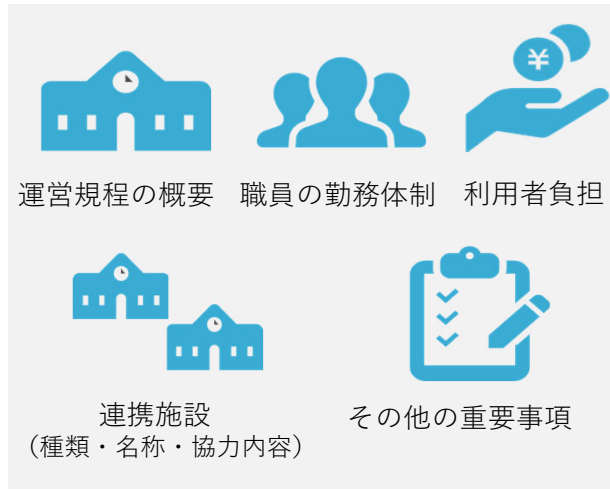 ¥
運営規程の概要
職員の勤務体制
利用者負担
連携施設
（種類・名称・協力内容）
その他の重要事項